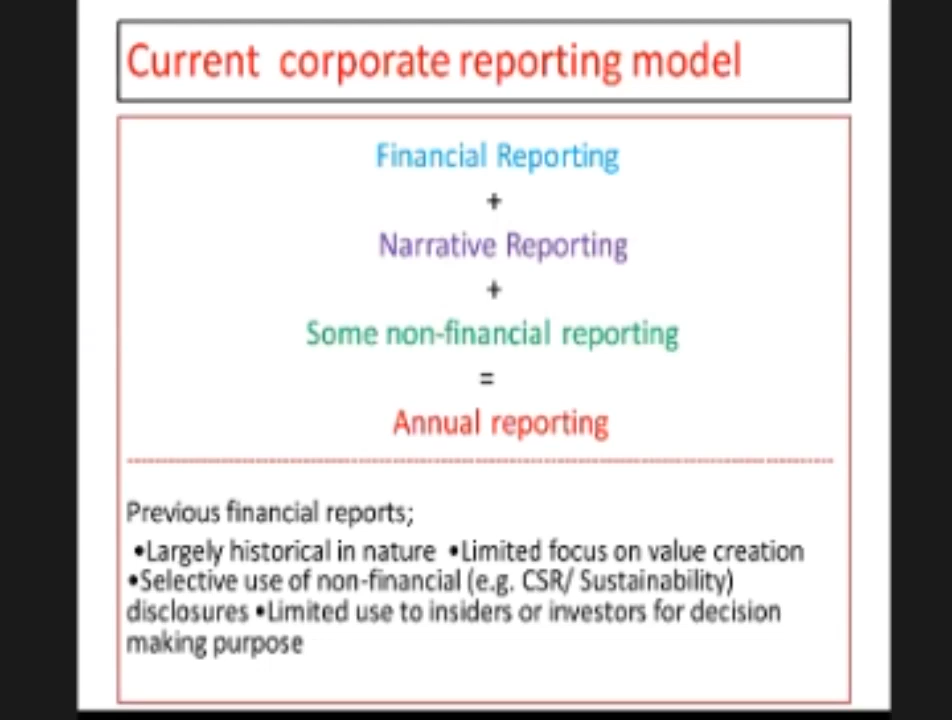 Current corporate reporting model
Financial Reporting
+
Narrative Reporting
+
Some non-financial reporting
=
Annual reporting
Previous financial reports;
•Largely historical in nature •Limited focus on value creation
•Selective use of non-financial (e.g. CSR/ Sustainability)
disclosures •Limited use to insiders or investors for decision
making purpose